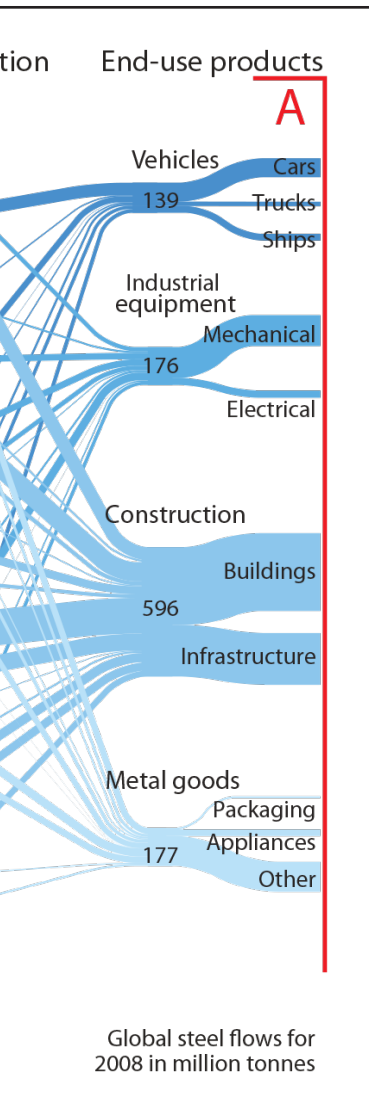 tion End-use products
A
Vehicles
Cars
139
Trucks
Ships
Industrial
equipment
Mechanical
176
Electrical
Construction
Buildings
596
Infrastructure
Metal goods
Packaging
Appliances
177
Other
Global steel flows for
2008 in million tonnes